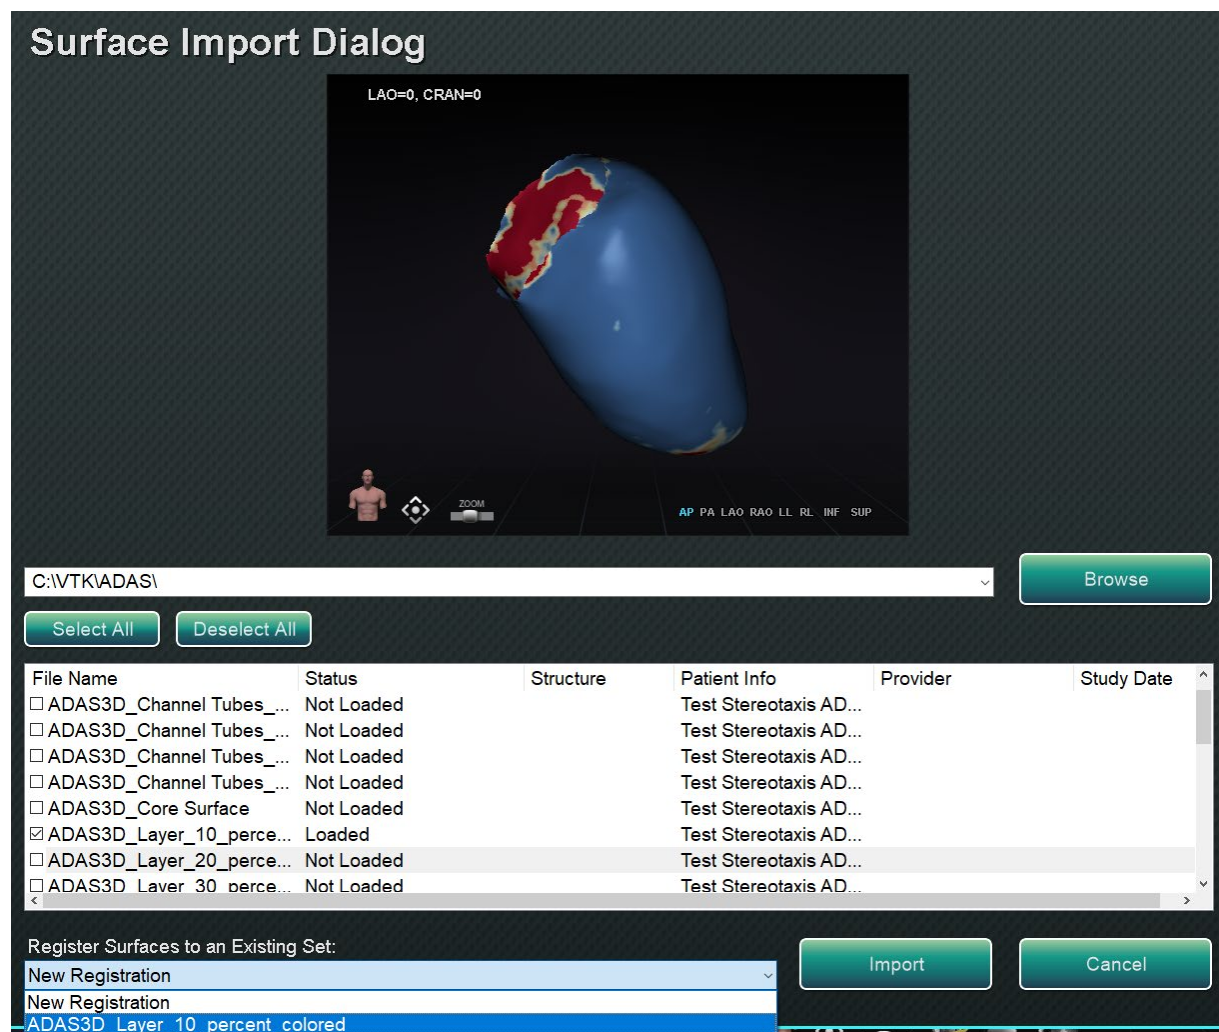 Surface Import Dialog
LAO=0, CRAN=0
ZOOM
AP PA LAO RAO LL RL INF SUP
C:\VTK\ADAS\
Browse
Select All Deselect All
File Name Status Structure Patient Info Provider Study Date
ADAS3D_Channel Tubes_... Not Loaded Test Stereotaxis AD...
ADAS3D_Channel Tubes_... Not Loaded Test Stereotaxis AD...
ADAS3D_Channel Tubes_... Not Loaded Test Stereotaxis AD...
ADAS3D_Channel Tubes_... Not Loaded Test Stereotaxis AD...
ADAS3D_Core Surface Not Loaded Test Stereotaxis AD...
ADAS3D_Layer_10_perce... Loaded Test Stereotaxis AD...
ADAS3D_Layer_20_perce... Not Loaded Test Stereotaxis AD...
ADAS3D_Layer_30_perce... Not Loaded Test Stereotaxis AD...
Register Surfaces to an Existing Set:
New Registration
Import Cancel
New Registration
ADAS3D_Layer_10_percent_colored